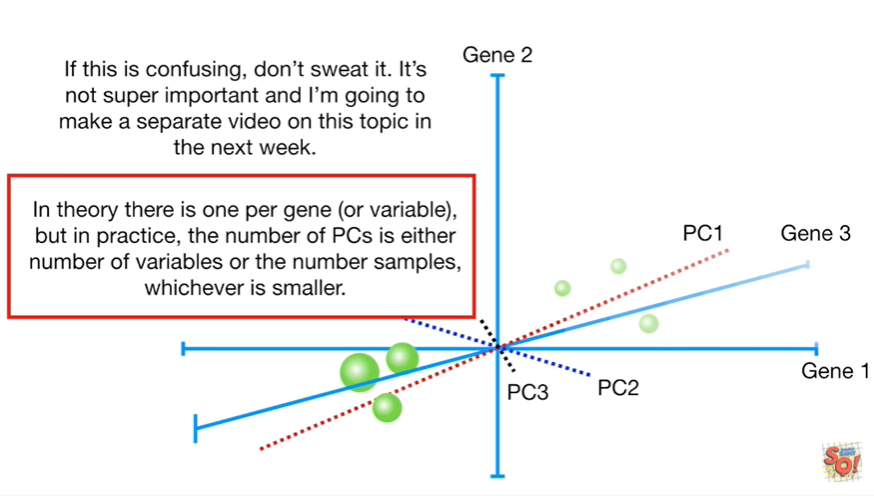 Gene 2
If this is confusing, don't sweat it. It's
not super important and I'm going to
make a separate video on this topic in
the next week.
In theory there is one per gene (or variable),
but in practice, the number of PCs is either
number of variables or the number samples,
whichever is smaller.
PC1
Gene 3
Gene 1
PC3
PC2
SQ!